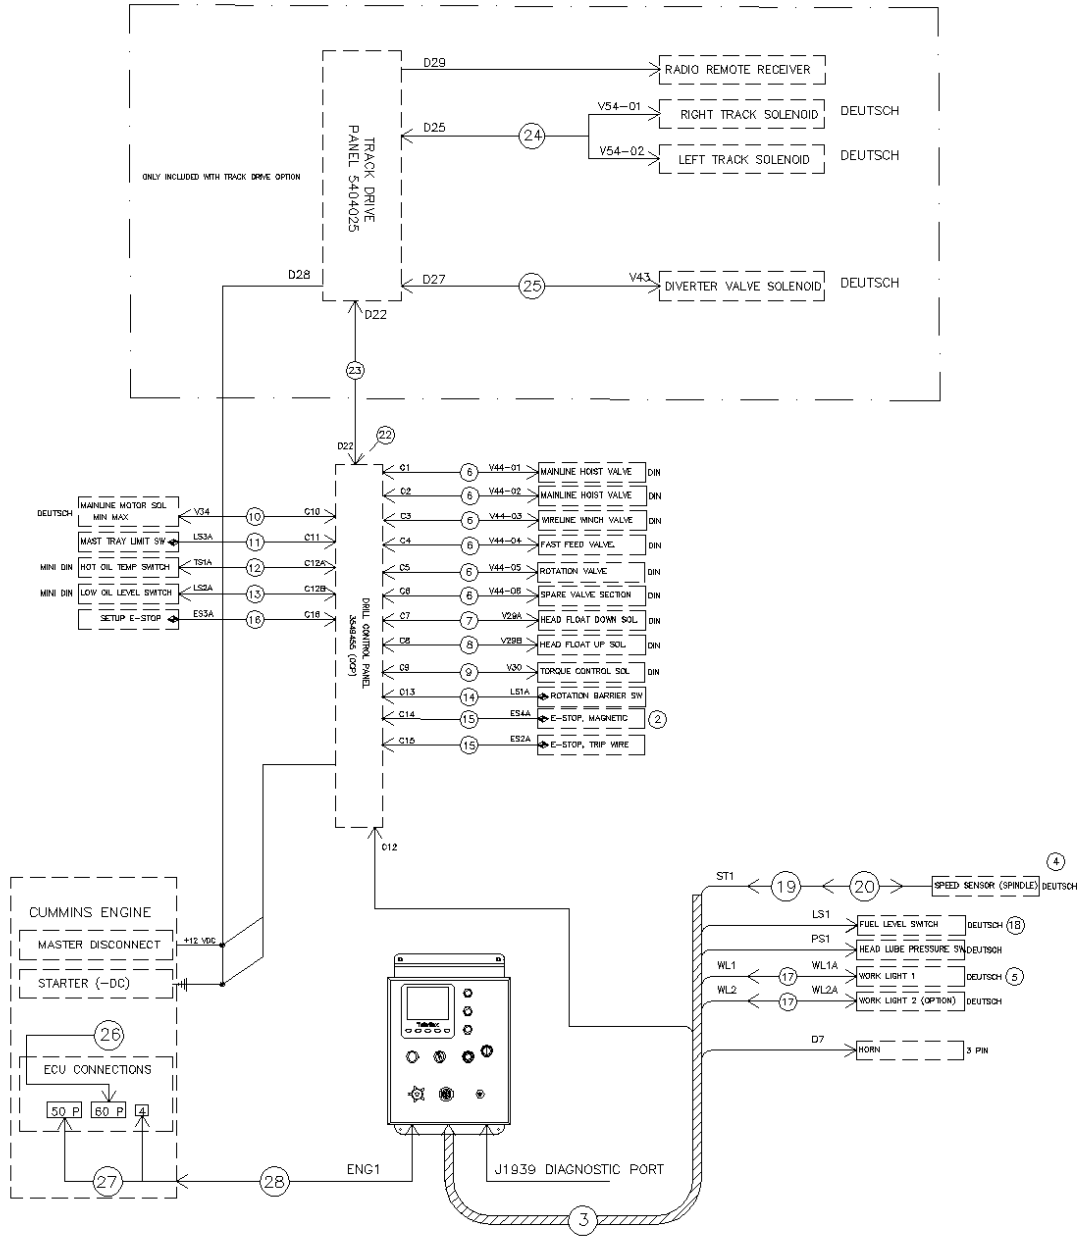 D29
RADIO REMOTE RECEIVER
V54-01
RIGHT TRACK SOLENOID
DEUTSCH
D25
24
V54-02
LEFT TRACK SOLENOID
DEUTSCH
TRACK DRIVE
PANEL 5404025
ONLY INCLUDED WITH TRACK DRIVE OPTION
D28
D27
25
V43
DIVERTER VALVE SOLENOID
DEUTSCH
D22
23
D22
22
C1
6
V44-01
MAINLINE HOIST VALVE
DIN
C2
6
V44-02
MAINLINE HOIST VALVE
DIN
C3
6
V44-03
WIRELINE WINCH VALVE
DIN
C4
6
V44-04
FAST FEED VALVE.
DIN
C5
6
V44-05
ROTATION VALVE
DIN
C6
6
V44-06
SPARE VALVE SECTION
DIN
C7
7
V29A
HEAD FLOAT DOWN SOL
DIN
C8
8
V29B
HEAD FLOAT UP SOL
DIN
C9
9
V30
TORQUE CONTROL SOL
DIN
C13
14
LS1A
ROTATION BARRIER SW
C14
15
ES4A
E-STOP, MAGNETIC
2
C15
15
ES2A
E-STOP, TRIP WIRE
DEUTSCH
MAINLINE MOTOR SOL
MIN MAX
V34
10
C10
MAST TRAY LIMIT SW
LS3A
11
C11
MINI DIN
HOT OIL TEMP SWITCH
TS1A
12
C12A
MINI DIN
LOW OIL LEVEL SWITCH
LS2A
13
C12B
SETUP E-STOP
ES3A
16
C16
DRILL CONTROL PANEL
3549455 (DCP)
D12
CUMMINS ENGINE
MASTER DISCONNECT
+12 VDC
STARTER (-DC)
26
ECU CONNECTIONS
50 P
60 P
4
27
28
ENG1
J1939 DIAGNOSTIC PORT
3
4
ST1
19
20
SPEED SENSOR (SPINDLE)
DEUTSCH
LS1
FUEL LEVEL SWITCH
DEUTSCH
18
PS1
HEAD LUBE PRESSURE SW
DEUTSCH
WL1
17
WL1A
WORK LIGHT 1
DEUTSCH
5
WL2
17
WL2A
WORK LIGHT 2 (OPTION)
DEUTSCH
D7
HORN
3 PIN